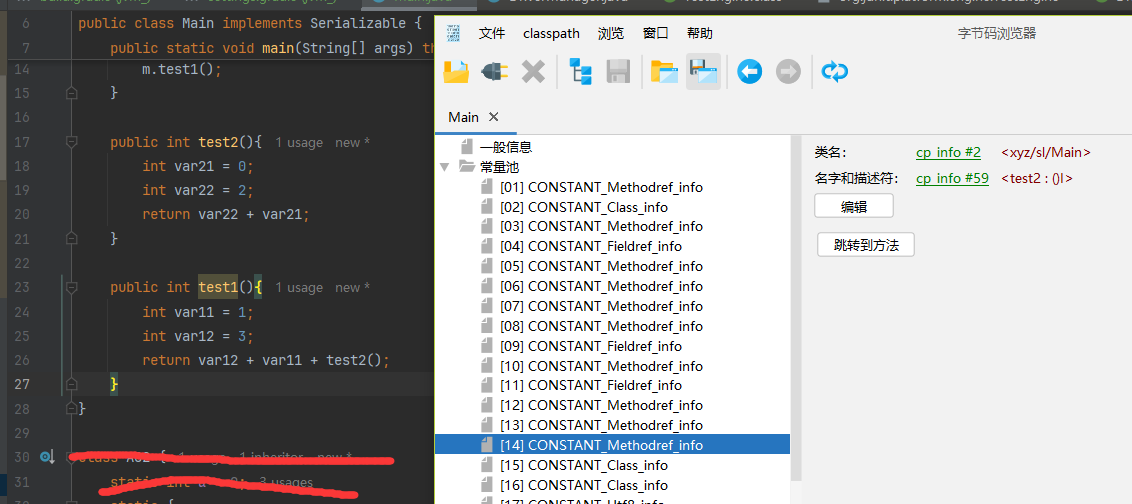 6 public class Main implements Serializable {
7 public static void main(String[] args) th
14 m.test1();
15 }
16
17 public int test2(){ 1 usage new *
18 int var21 = 0;
19 int var22 = 2;
20 return var22 + var21;
21 }
22
23 public int test1(){ 1 usage new *
24 int var11 = 1;
25 int var12 = 3;
26 return var12 + var11 + test2();
27 }
28 }
29
30
31 static int 3 usages
static {
文件 classpath 浏览 窗口 帮助 字节码浏览器
Main
一般信息
常量池
[01] CONSTANT_Methodref_info
[02] CONSTANT_Class_info
[03] CONSTANT_Methodref_info
[04] CONSTANT_Fieldref_info
[05] CONSTANT_Methodref_info
[06] CONSTANT_Methodref_info
[07] CONSTANT_Methodref_info
[08] CONSTANT_Methodref_info
[09] CONSTANT_Fieldref_info
[10] CONSTANT_Methodref_info
[11] CONSTANT_Fieldref_info
[12] CONSTANT_Methodref_info
[13] CONSTANT_Methodref_info
[14] CONSTANT_Methodref_info
[15] CONSTANT_Class_info
[16] CONSTANT_Class_info
[17] CONSTANT_Utf8_info
类名: cp_info #2 <xyz/sl/Main>
名字和描述符: cp_info #59 <test2 : ()I>
编辑
跳转到方法